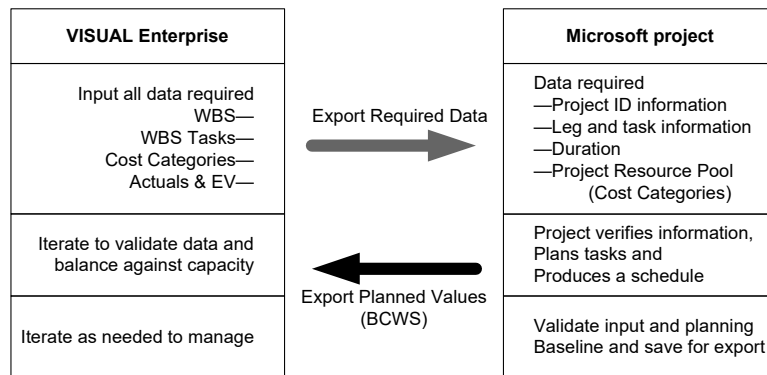 VISUAL Enterprise
Input all data required
WBS—
WBS Tasks—
Cost Categories—
Actuals & EV—
Iterate to validate data and
balance against capacity
Iterate as needed to manage
Export Required Data
Export Planned Values
(BCWS)
Microsoft project
Data required
—Project ID information
—Leg and task information
—Duration
—Project Resource Pool
(Cost Categories)
Project verifies information,
Plans tasks and
Produces a schedule
Validate input and planning
Baseline and save for export